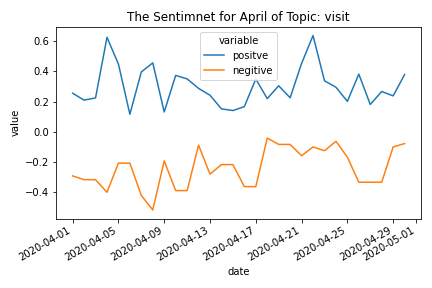 The Sentimnet for April of Topic: visit
variable
positve
negitive
value
0.6
0.4
0.2
0.0
−0.2
−0.4
2020-04-01
2020-04-05
2020-04-09
2020-04-13
2020-04-17
2020-04-21
2020-04-25
2020-04-29
2020-05-01
date